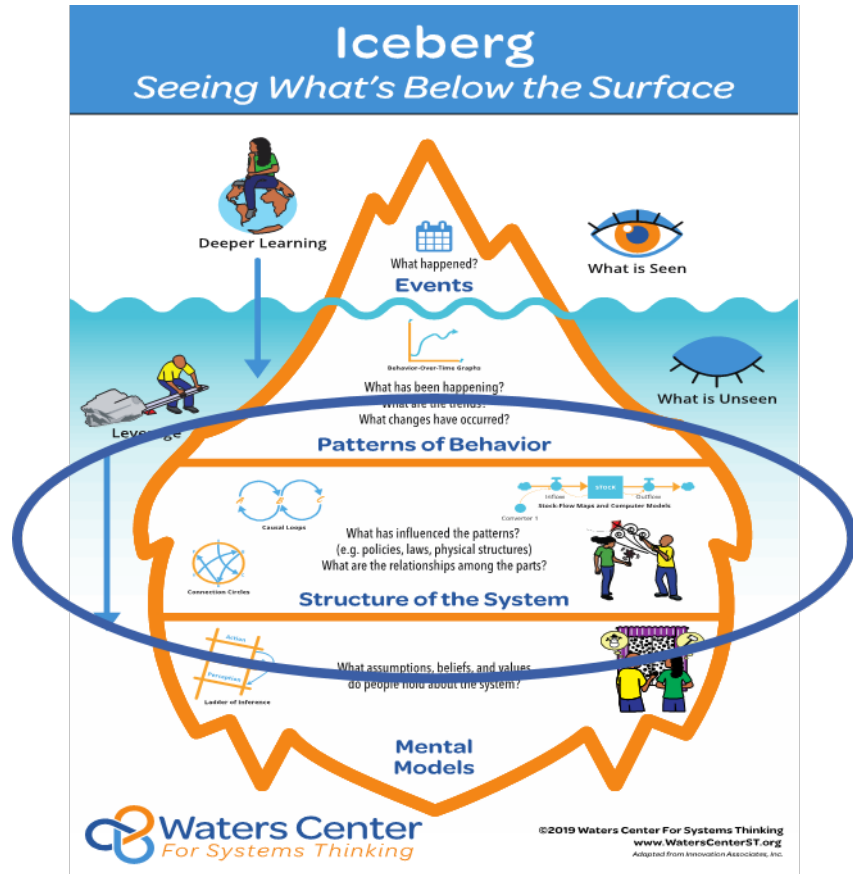 Iceberg
Seeing What's Below the Surface
Deeper Learning
What happened?
Events
What is Seen
Behavior-Over-Time Graphs
What has been happening?
What are the trends?
What changes have occurred?
Patterns of Behavior
What is Unseen
Leverage
Causal Loops
Inflow
STOCK
Outflow
Converter 1
Stock-Flow Maps and Computer Models
What has influenced the patterns?
(e.g. policies, laws, physical structures)
What are the relationships among the parts?
Connection Circles
Structure of the System
Action
Perception
Ladder of Inference
What assumptions, beliefs, and values
do people hold about the system?
Mental
Models
Waters Center
For Systems Thinking
©2019 Waters Center For Systems Thinking
www.WatersCenterST.org
Adapted from Innovation Associates, Inc.